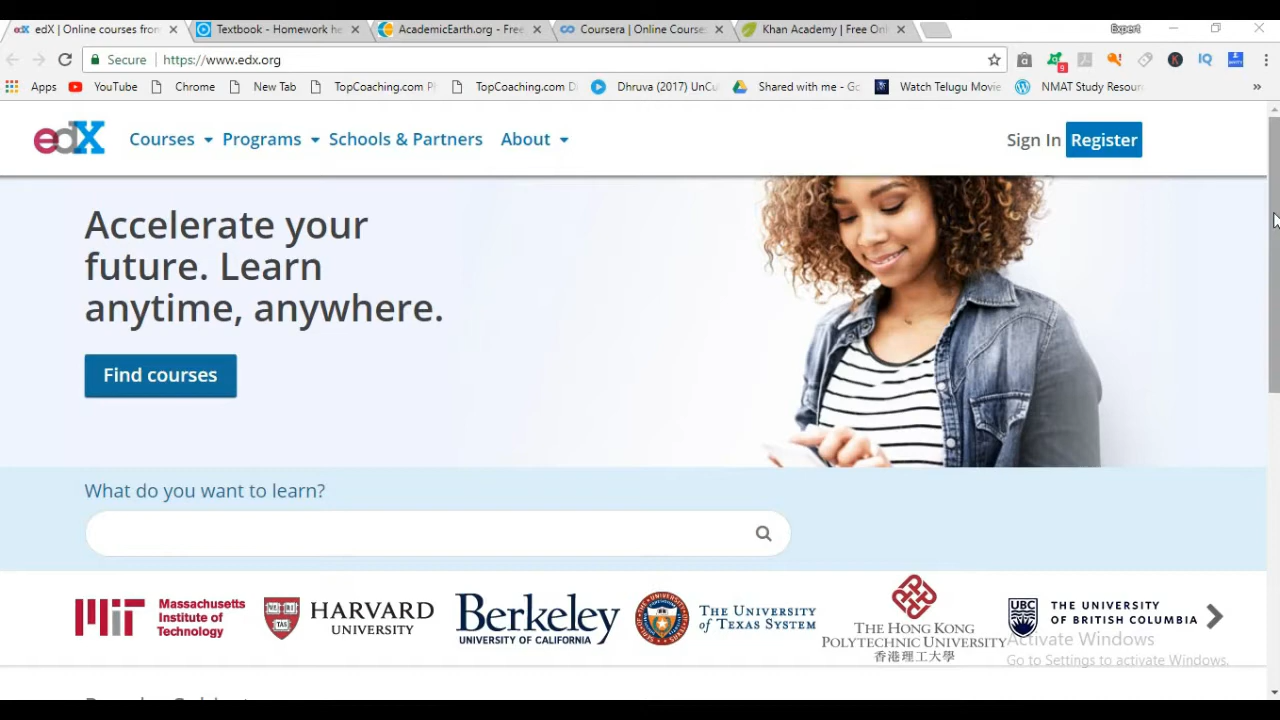 edX | Online courses from
Textbook - Homework he
AcademicEarth.org - Free
Coursera | Online Course
Khan Academy | Free Onl
Expert
Secure
https://www.edx.org
9
Apps
YouTube
Chrome
New Tab
TopCoaching.com P
TopCoaching.com D
Dhruva (2017) UnCu
Shared with me - Go
Watch Telugu Movie
NMAT Study Resour
edX
Courses
Programs
Schools & Partners
About
Sign In
Register
Accelerate your
future. Learn
anytime, anywhere.
Find courses
What do you want to learn?
Massachusetts
Institute of
Technology
HARVARD
UNIVERSITY
Berkeley
UNIVERSITY OF CALIFORNIA
THE UNIVERSITY
of TEXAS SYSTEM
THE HONG KONG
POLYTECHNIC UNIVERSITY
香港理工大學
UBC
THE UNIVERSITY
OF BRITISH COLUMBIA
Activate Windows
Go to Settings to activate Windows.